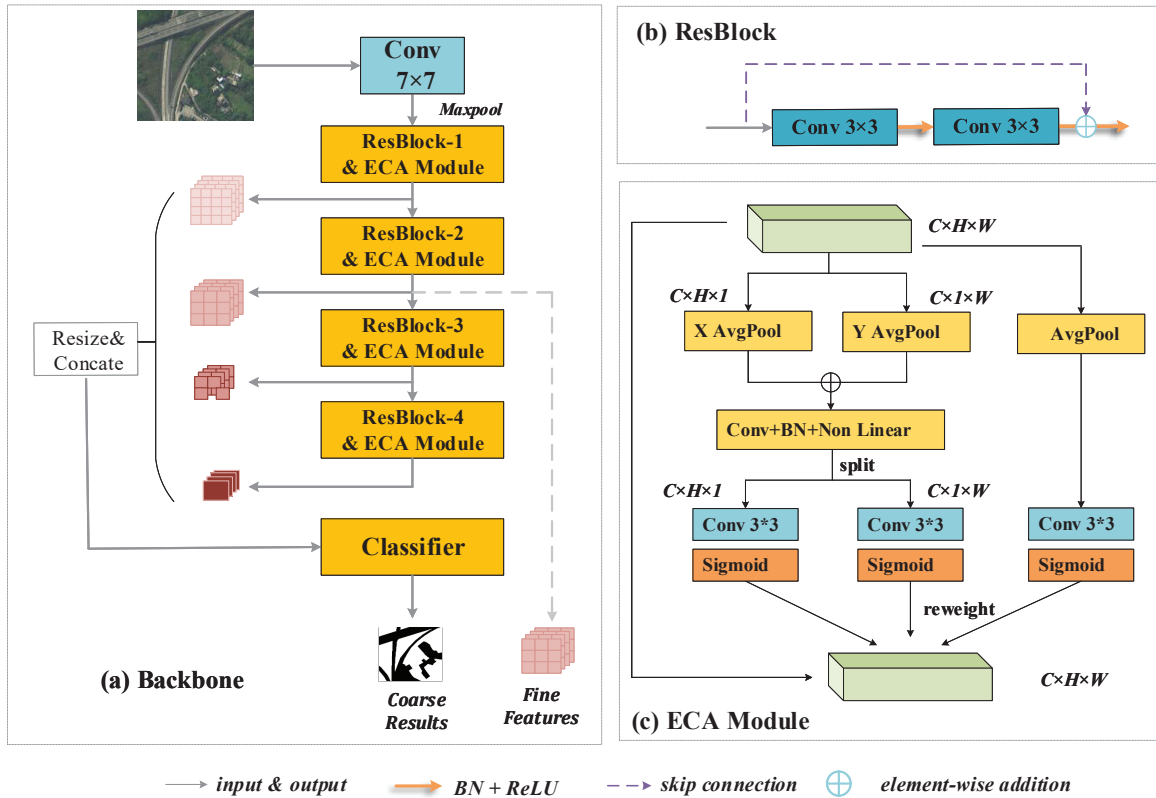 Conv
7×7
Maxpool
ResBlock-1
& ECA Module
ResBlock-2
& ECA Module
ResBlock-3
& ECA Module
ResBlock-4
& ECA Module
Resize&
Concate
Classifier
(a) Backbone
Coarse
Results
Fine
Features
(b) ResBlock
Conv 3×3
Conv 3×3
C×H×W
C×H×1
C×1×W
X AvgPool
Y AvgPool
AvgPool
Conv+BN+Non Linear
split
C×H×1
C×1×W
Conv 3*3
Conv 3*3
Conv 3*3
Sigmoid
Sigmoid
Sigmoid
reweight
C×H×W
(c) ECA Module
input & output
BN + ReLU
skip connection
element-wise addition